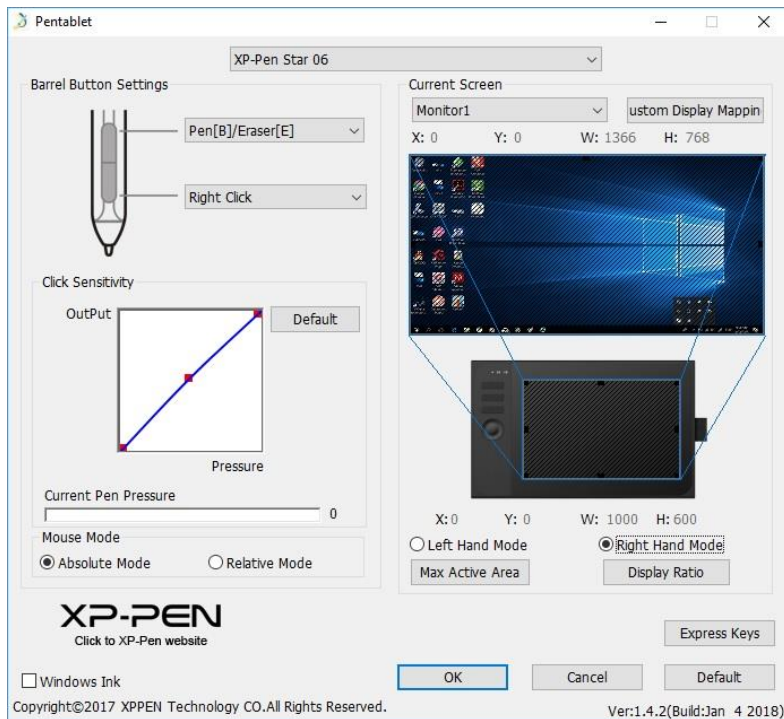 Pentablet
XP-Pen Star 06
Barrel Button Settings
Pen[B]/Eraser[E]
Right Click
Click Sensitivity
OutPut
Default
Pressure
Current Pen Pressure
0
Mouse Mode
Absolute Mode
Relative Mode
Current Screen
Monitor1
ustom Display Mappin
X: 0 Y: 0 W: 1366 H: 768
X: 0 Y: 0 W: 1000 H: 600
Left Hand Mode
Right Hand Mode
Max Active Area
Display Ratio
XP-PEN
Click to XP-Pen website
Express Keys
Windows Ink
OK
Cancel
Default
Copyright©2017 XPPEN Technology CO.All Rights Reserved.
Ver:1.4.2(Build:Jan 4 2018)